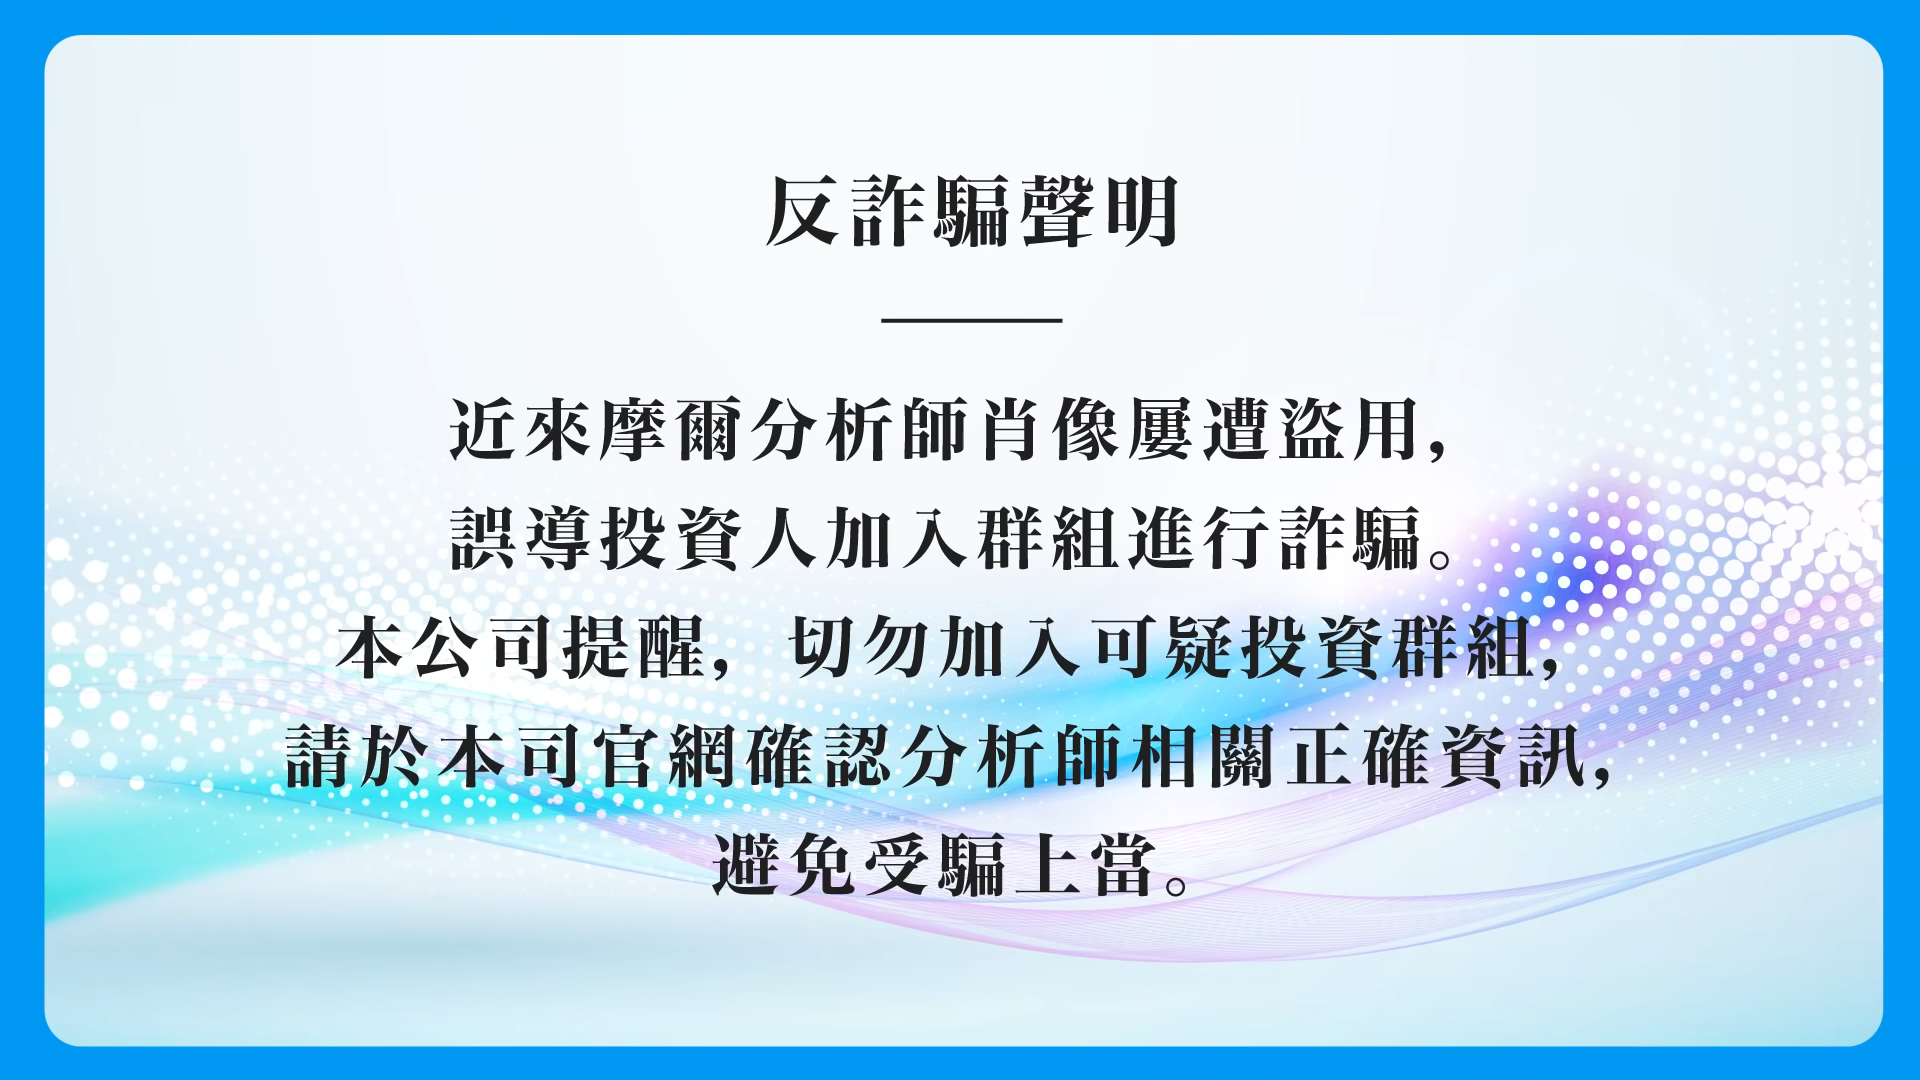 反詐騙聲明
近來摩爾分析師肖像屢遭盜用，
誤導投資人加入群組進行詐騙。
本公司提醒，切勿加入可疑投資群組，
請於本司官網確認分析師相關正確資訊，
避免受騙上當。